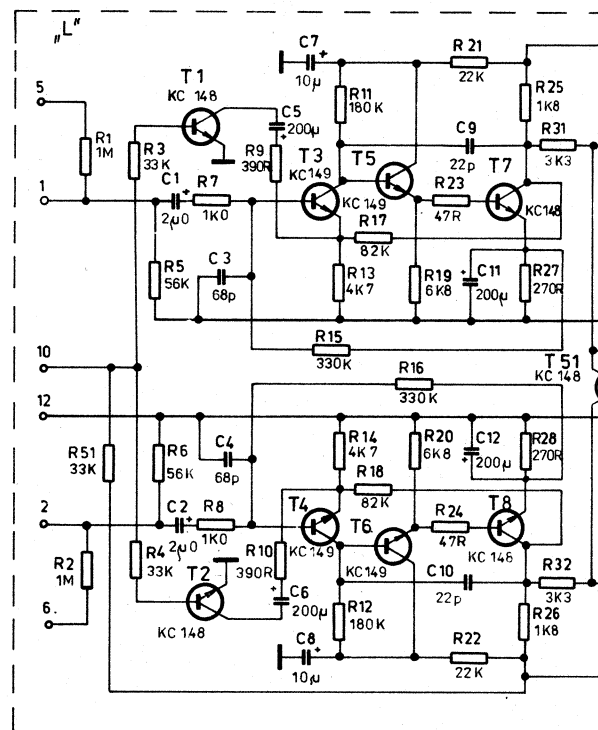 „L"
5
1
10
12
2
6.
R1
1M
R3
33K
T1
KC 148
C5
200µ
R9
390R
C1
2µ0
R7
1K0
R5
56K
C3
68p
C7
10µ
R11
180K
T3
KC149
T5
KC 149
R21
22K
C9
22p
R25
1K8
R31
3K3
R23
47R
T7
KC148
R17
82K
R13
4K7
R19
6K8
C11
200µ
R27
270R
R15
330K
R16
330K
T51
KC 148
R51
33K
R6
56K
C4
68p
R14
4K7
R20
6K8
C12
200µ
R28
270R
R18
82K
C2
2µ0
R8
1K0
T4
KC149
T6
KC149
R24
47R
T8
KC 148
R2
1M
R4
33K
T2
KC 148
R10
390R
C6
200µ
C10
22p
R32
3K3
R12
180K
R26
1K8
C8
10µ
R22
22K